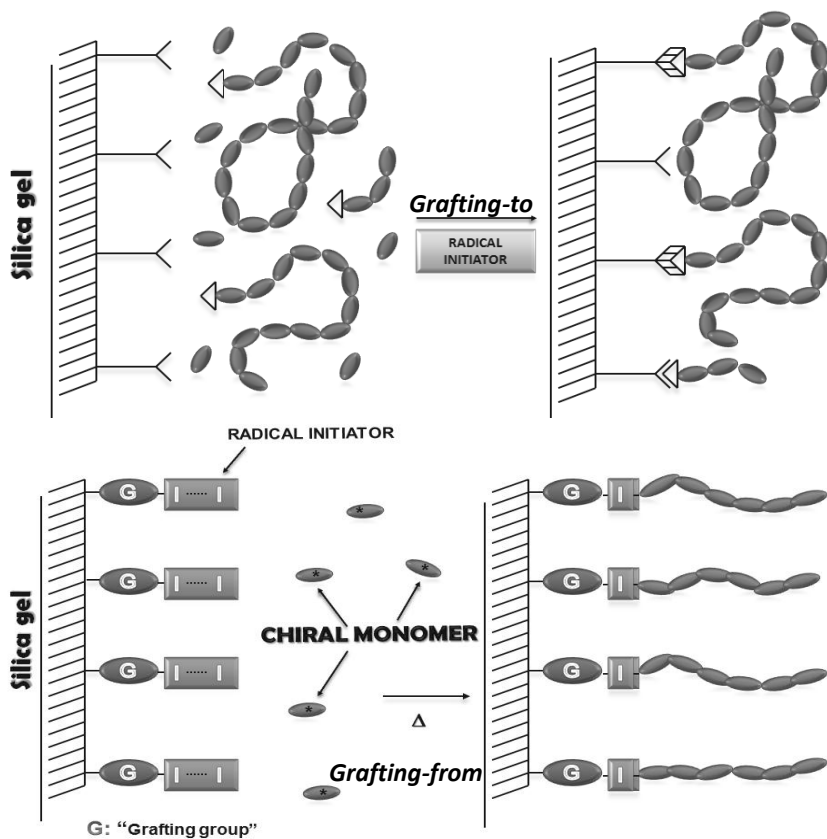 Silica gel
Grafting-to
RADICAL
INITIATOR
RADICAL INITIATOR
Silica gel
G I ...... I
*
G I
G I ...... I
* *
G I
CHIRAL MONOMER
G I ...... I
*
G I
Δ
G I ...... I
Grafting-from
*
G I
G: “Grafting group”